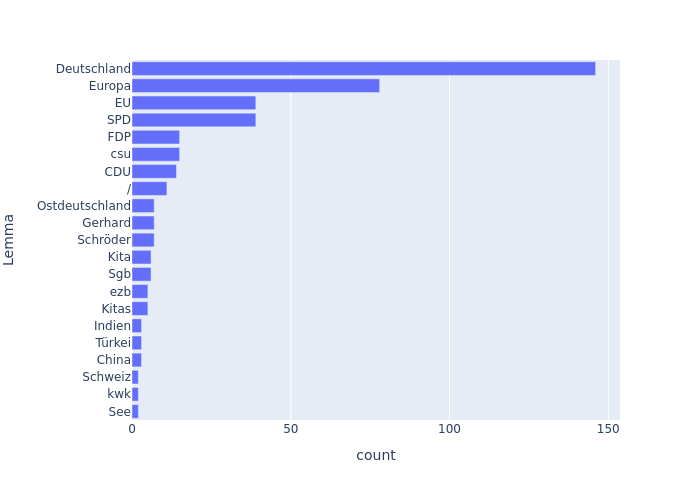 Deutschland
Europa
EU
SPD
FDP
csu
CDU
/
Ostdeutschland
Gerhard
Schröder
Kita
Sgb
ezb
Kitas
Indien
Türkei
China
Schweiz
kwk
See
Lemma
0 50 100 150
count